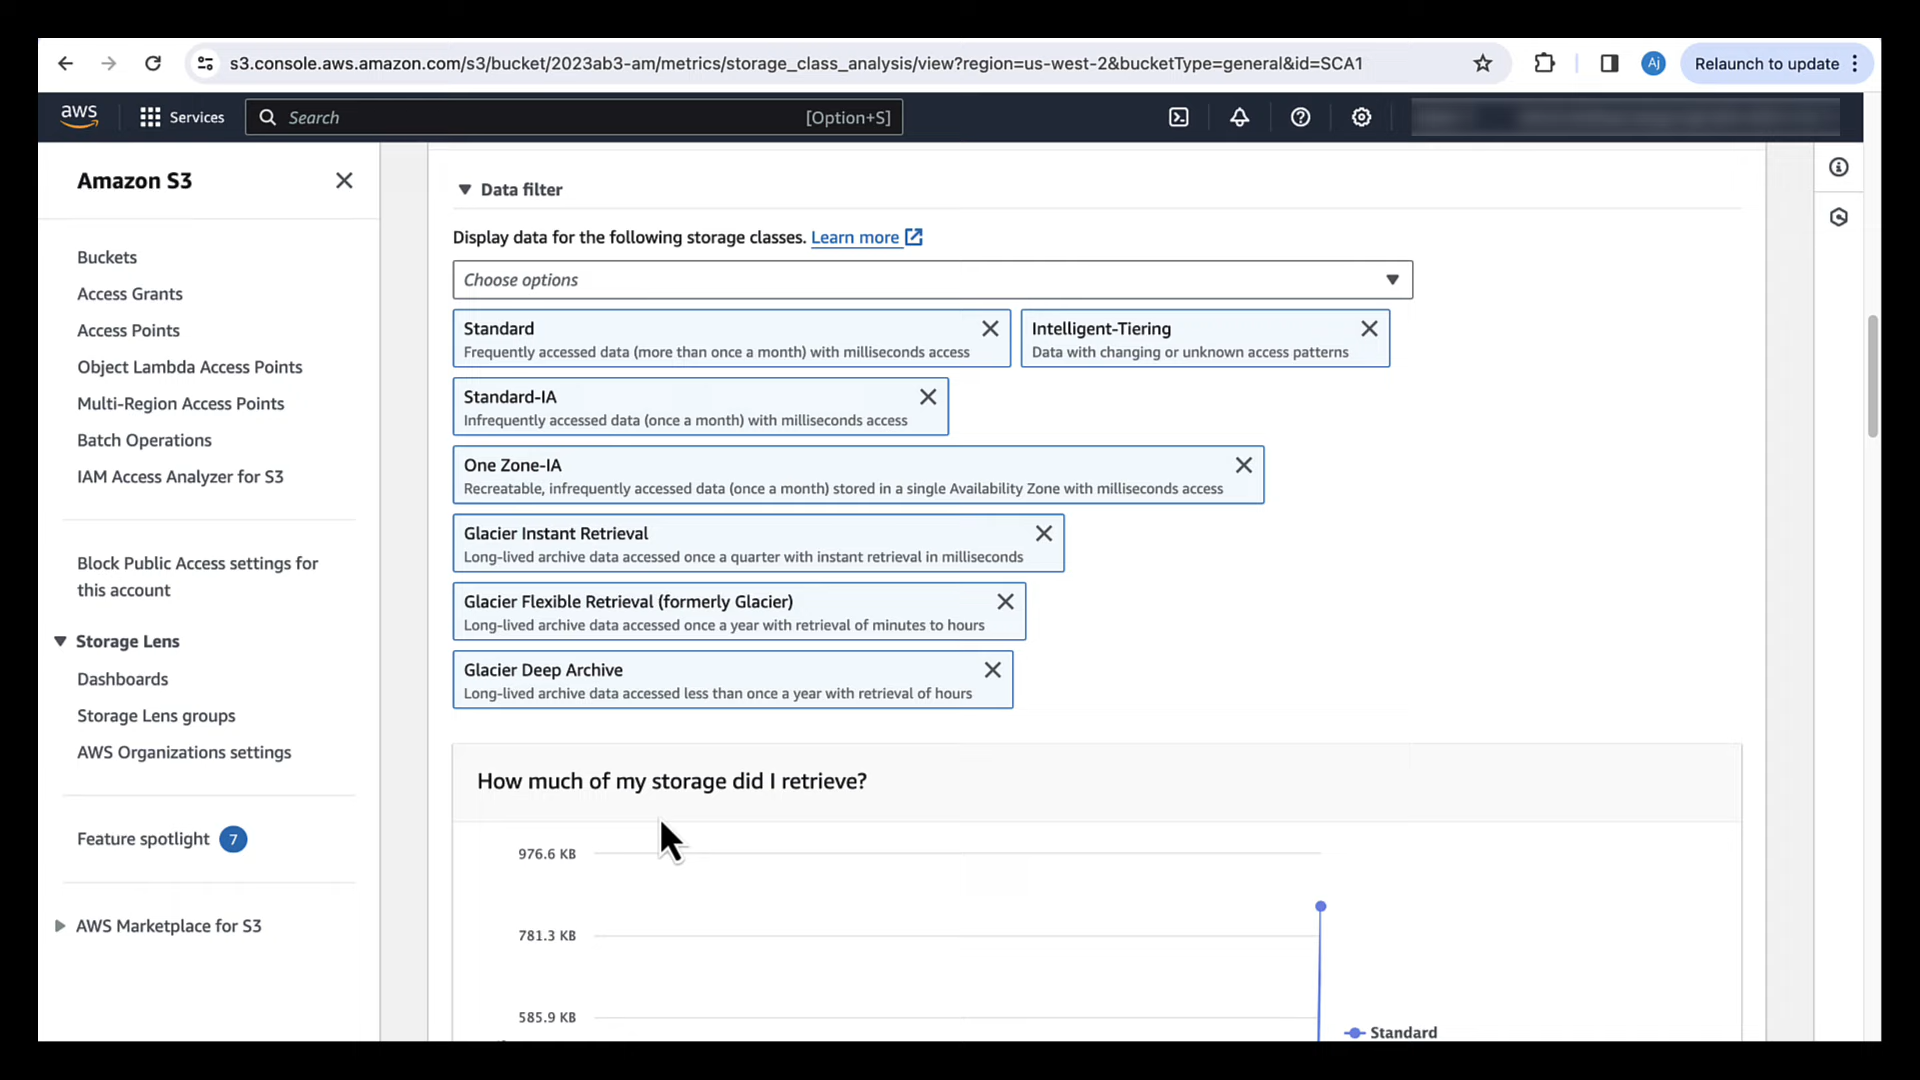 s3.console.aws.amazon.com/s3/bucket/2023ab3-am/metrics/storage_class_analysis/view?region=us-west-2&bucketType=general&id=SCA1
Aj
Relaunch to update
aws
Services
Search
[Option+S]
Amazon S3
Buckets
Access Grants
Access Points
Object Lambda Access Points
Multi-Region Access Points
Batch Operations
IAM Access Analyzer for S3
Block Public Access settings for
this account
Storage Lens
Dashboards
Storage Lens groups
AWS Organizations settings
Feature spotlight 7
AWS Marketplace for S3
Data filter
Display data for the following storage classes. Learn more
Choose options
Standard
Frequently accessed data (more than once a month) with milliseconds access
Intelligent-Tiering
Data with changing or unknown access patterns
Standard-IA
Infrequently accessed data (once a month) with milliseconds access
One Zone-IA
Recreatable, infrequently accessed data (once a month) stored in a single Availability Zone with milliseconds access
Glacier Instant Retrieval
Long-lived archive data accessed once a quarter with instant retrieval in milliseconds
Glacier Flexible Retrieval (formerly Glacier)
Long-lived archive data accessed once a year with retrieval of minutes to hours
Glacier Deep Archive
Long-lived archive data accessed less than once a year with retrieval of hours
How much of my storage did I retrieve?
976.6 KB
781.3 KB
585.9 KB
Standard